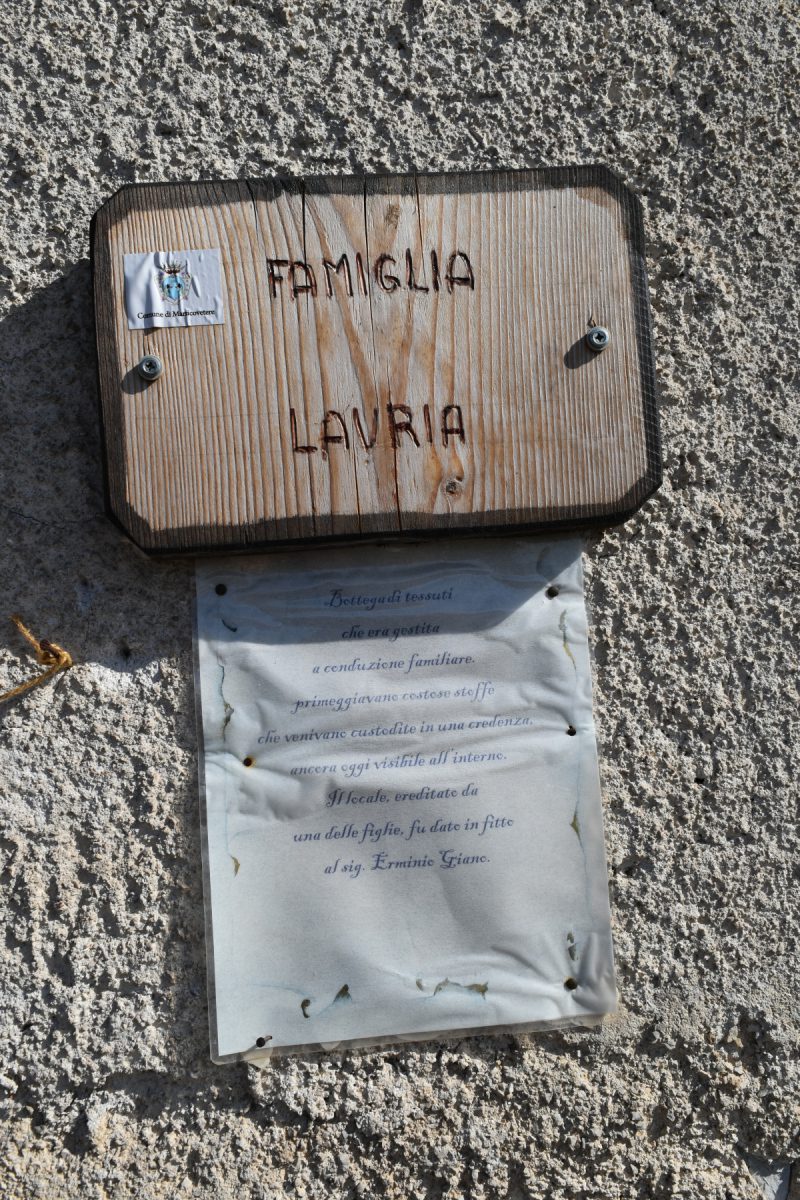 FAMIGLIA
Comune di Marsicovetere
LAURIA
Bottega di tessuti
che era gestita
a conduzione familiare.
primeggiavano costose stoffe
che venivano custodite in una credenza,
ancora oggi visibile all'interno.
Il locale, ereditato da
una delle figlie, fu dato in fitto
al sig. Erminio Giano.